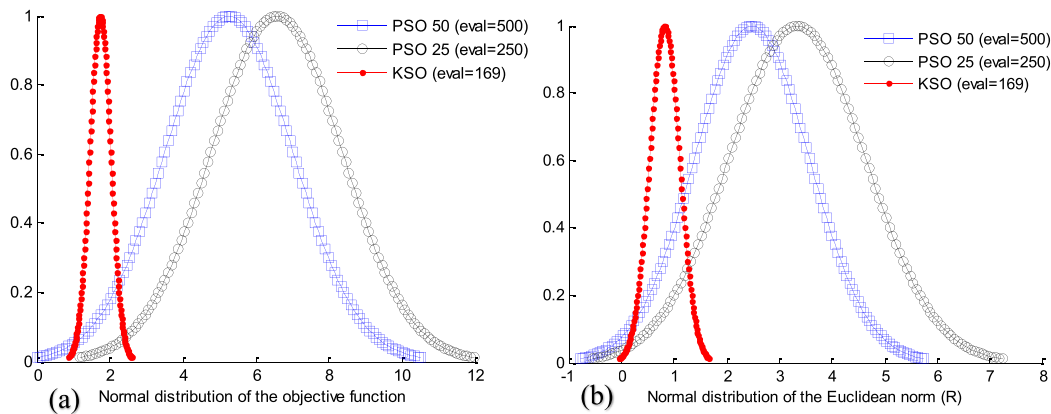 PSO 50 (eval=500)
PSO 25 (eval=250)
KSO (eval=169)
1
0.8
0.6
0.4
0.2
0
0 2 4 6 8 10 12
(a) Normal distribution of the objective function
PSO 50 (eval=500)
PSO 25 (eval=250)
KSO (eval=169)
1
0.8
0.6
0.4
0.2
0
-1 0 1 2 3 4 5 6 7 8
(b) Normal distribution of the Euclidean norm (R)